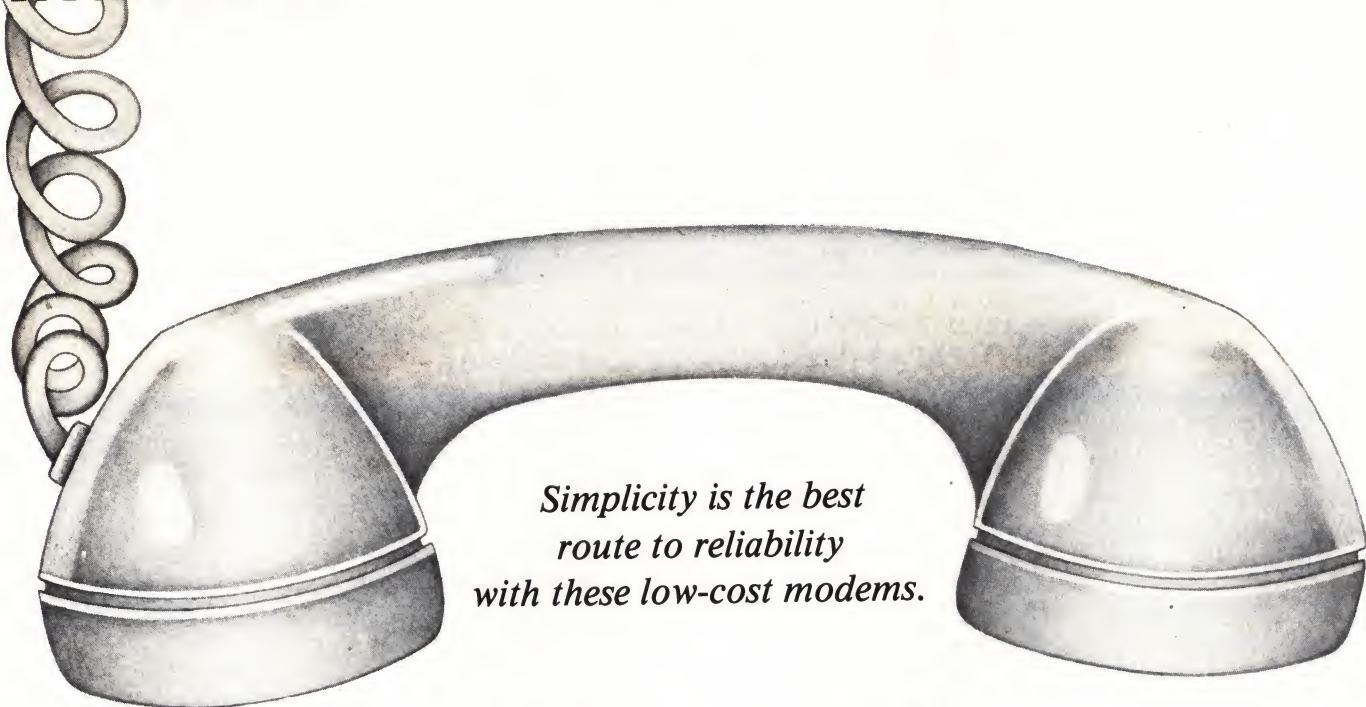 Simplicity is the best
route to reliability
with these low-cost modems.